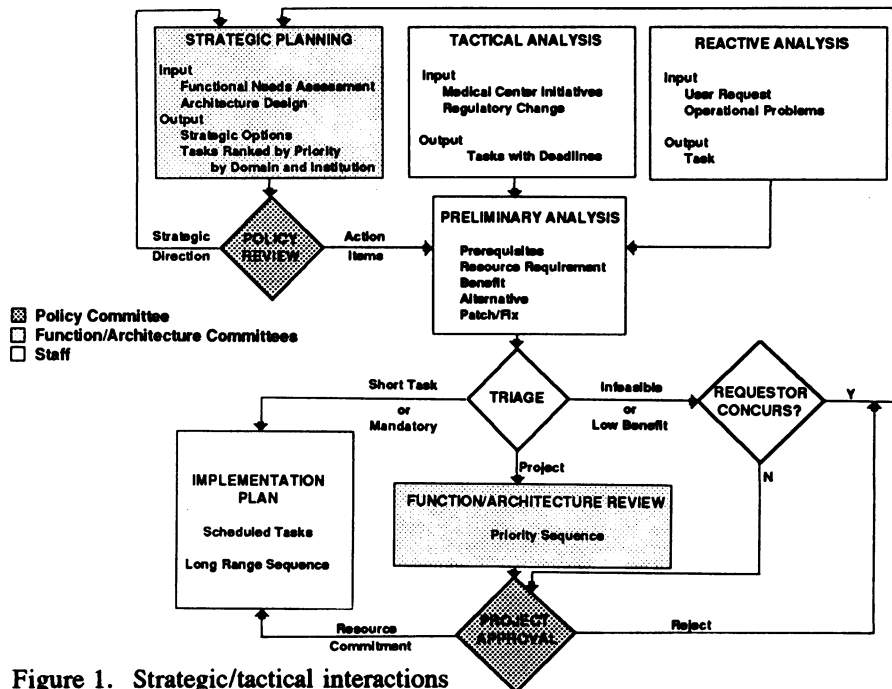 STRATEGIC PLANNING
Input
Functional Needs Assessment
Architecture Design
Output
Strategic Options
Tasks Ranked by Priority
by Domain and Institution
TACTICAL ANALYSIS
Input
Medical Center Initiatives
Regulatory Change
Output
Tasks with Deadlines
REACTIVE ANALYSIS
Input
User Request
Operational Problems
Output
Task
Strategic
Direction
POLICY
REVIEW
Action
Items
PRELIMINARY ANALYSIS
Prerequisites
Resource Requirement
Benefit
Alternative
Patch/Fix
Policy Committee
Function/Architecture Committees
Staff
Short Task
or
Mandatory
TRIAGE
Infeasible
or
Low Benefit
REQUESTOR
CONCURS?
Y
N
Project
IMPLEMENTATION
PLAN
Scheduled Tasks
Long Range Sequence
FUNCTION/ARCHITECTURE REVIEW
Priority Sequence
Resource
Commitment
PROJECT
APPROVAL
Reject
Figure 1. Strategic/tactical interactions